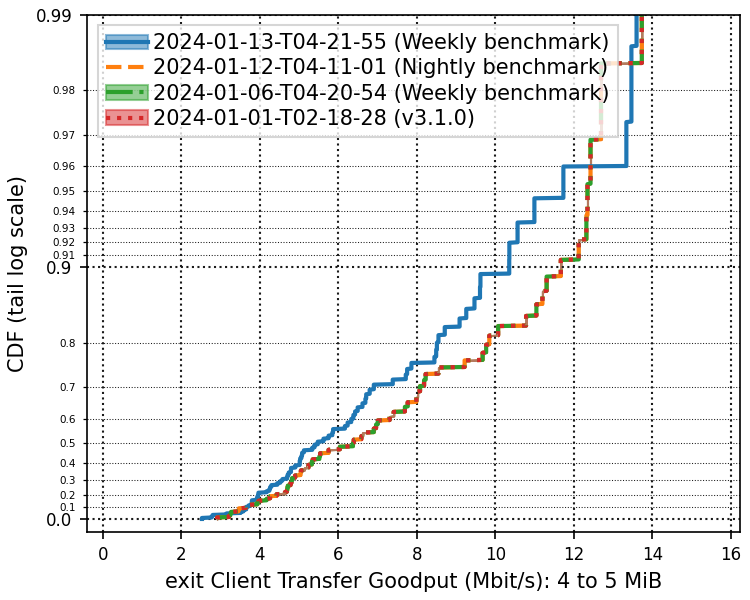 0.99
2024-01-13-T04-21-55 (Weekly benchmark)
2024-01-12-T04-11-01 (Nightly benchmark)
2024-01-06-T04-20-54 (Weekly benchmark)
2024-01-01-T02-18-28 (v3.1.0)
0.98
0.97
0.96
0.95
0.94
0.93
0.92
0.91
0.9
0.8
0.7
0.6
0.5
0.4
0.3
0.2
0.1
0.0
CDF (tail log scale)
0 2 4 6 8 10 12 14 16
exit Client Transfer Goodput (Mbit/s): 4 to 5 MiB